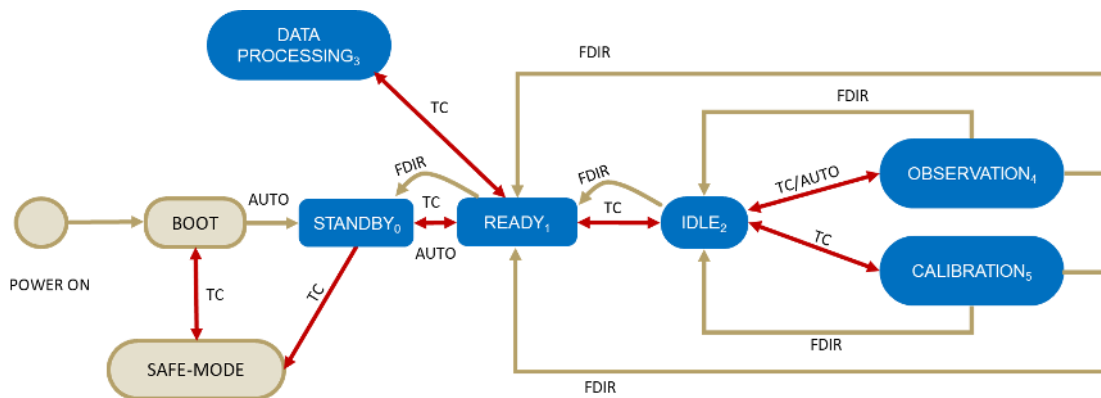 DATA
PROCESSING₃
FDIR
FDIR
TC
FDIR
FDIR
TC/AUTO
OBSERVATION₄
AUTO
TC
TC
BOOT
STANDBY₀
READY₁
IDLE₂
AUTO
TC
CALIBRATION₅
POWER ON
TC
TC
FDIR
SAFE-MODE
FDIR